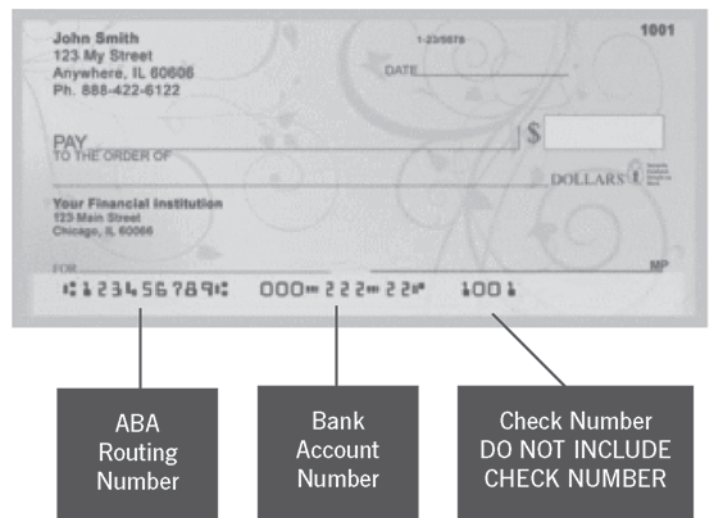 John Smith
123 My Street
Anywhere, IL 60606
Ph. 888-422-6122
1-23/5678
1001
DATE
PAY
TO THE ORDER OF
$
DOLLARS
Your Financial Institution
123 Main Street
Chicago, IL 60066
FOR
MP
⑆123456789⑆ 000⑉222⑉22⑈ 1001
ABA
Routing
Number
Bank
Account
Number
Check Number
DO NOT INCLUDE
CHECK NUMBER